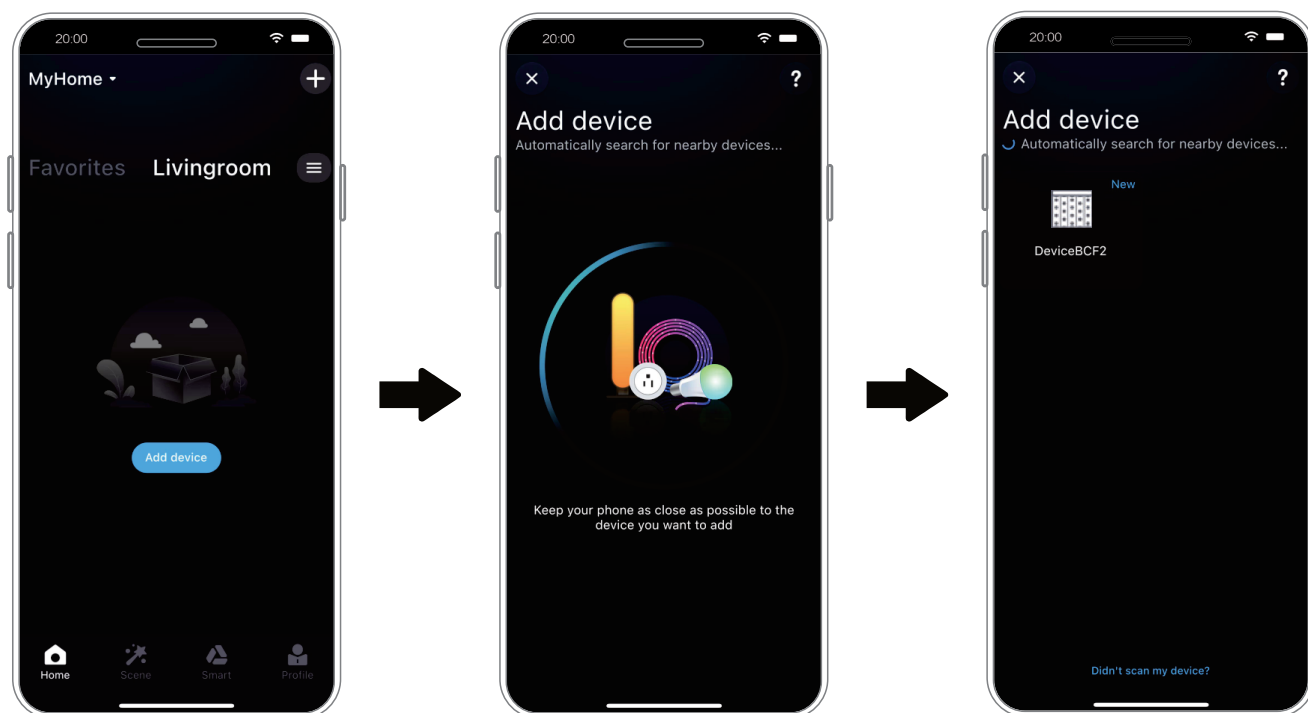 20:00
MyHome
Favorites Livingroom
Add device
Home Scene Smart Profile
20:00
?
Add device
Automatically search for nearby devices...
Keep your phone as close as possible to the
device you want to add
20:00
?
Add device
Automatically search for nearby devices...
New
DeviceBCF2
Didn't scan my device?